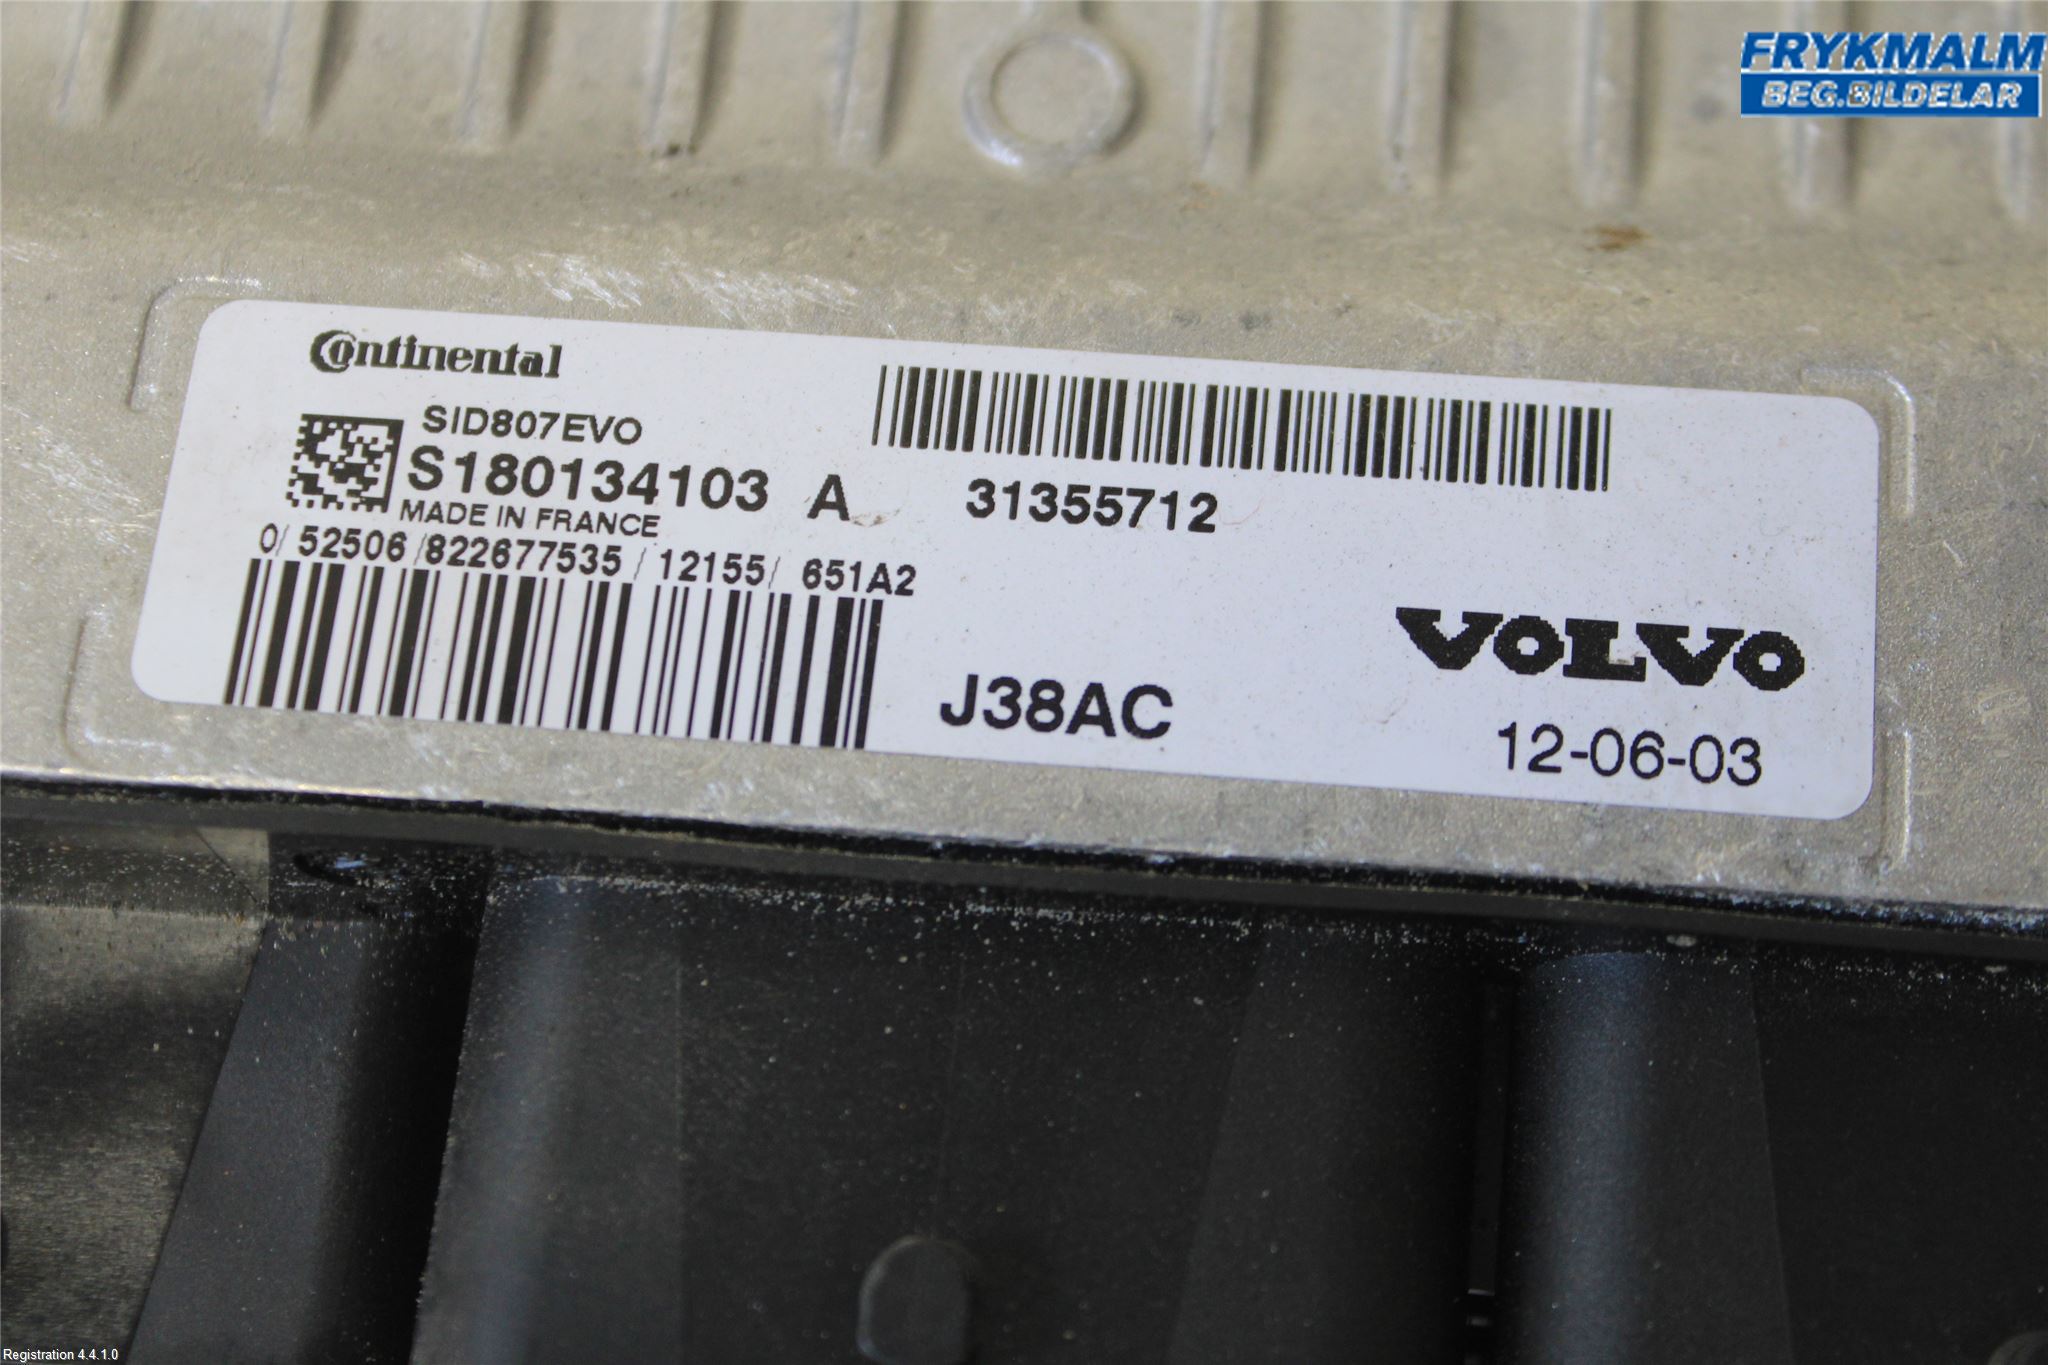 FRYKMALM
BEG.BILDELAR
Continental
SID807EVO
S180134103 A
31355712
MADE IN FRANCE
0/ 52506 /822677535 / 12155/ 651A2
VOLVO
J38AC
12-06-03
Registration 4.4.1.0